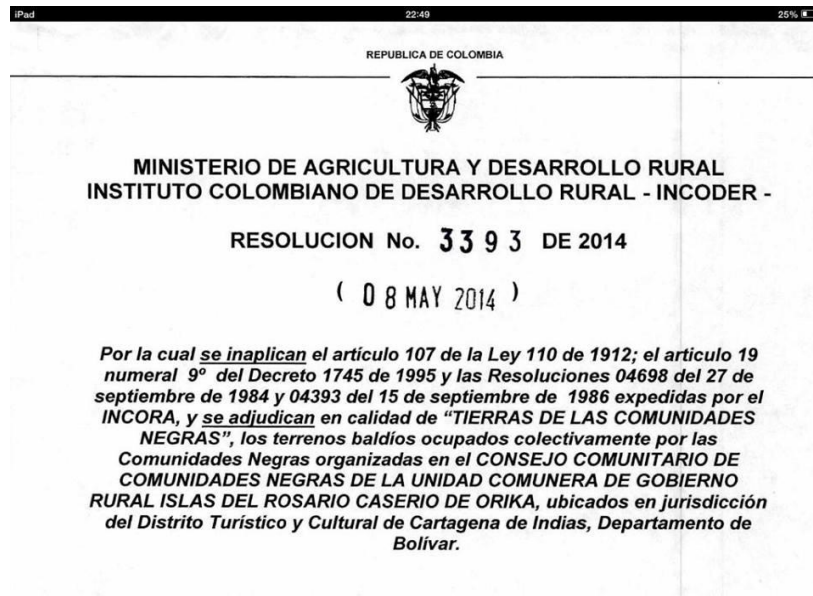 iPad
22:49
25%
REPUBLICA DE COLOMBIA
MINISTERIO DE AGRICULTURA Y DESARROLLO RURAL
INSTITUTO COLOMBIANO DE DESARROLLO RURAL - INCODER -
RESOLUCION No. 3393 DE 2014
( 08 MAY 2014 )
Por la cual se inaplican el artículo 107 de la Ley 110 de 1912; el articulo 19
numeral 9º del Decreto 1745 de 1995 y las Resoluciones 04698 del 27 de
septiembre de 1984 y 04393 del 15 de septiembre de 1986 expedidas por el
INCORA, y se adjudican en calidad de “TIERRAS DE LAS COMUNIDADES
NEGRAS”, los terrenos baldíos ocupados colectivamente por las
Comunidades Negras organizadas en el CONSEJO COMUNITARIO DE
COMUNIDADES NEGRAS DE LA UNIDAD COMUNERA DE GOBIERNO
RURAL ISLAS DEL ROSARIO CASERIO DE ORIKA, ubicados en jurisdicción
del Distrito Turístico y Cultural de Cartagena de Indias, Departamento de
Bolívar.